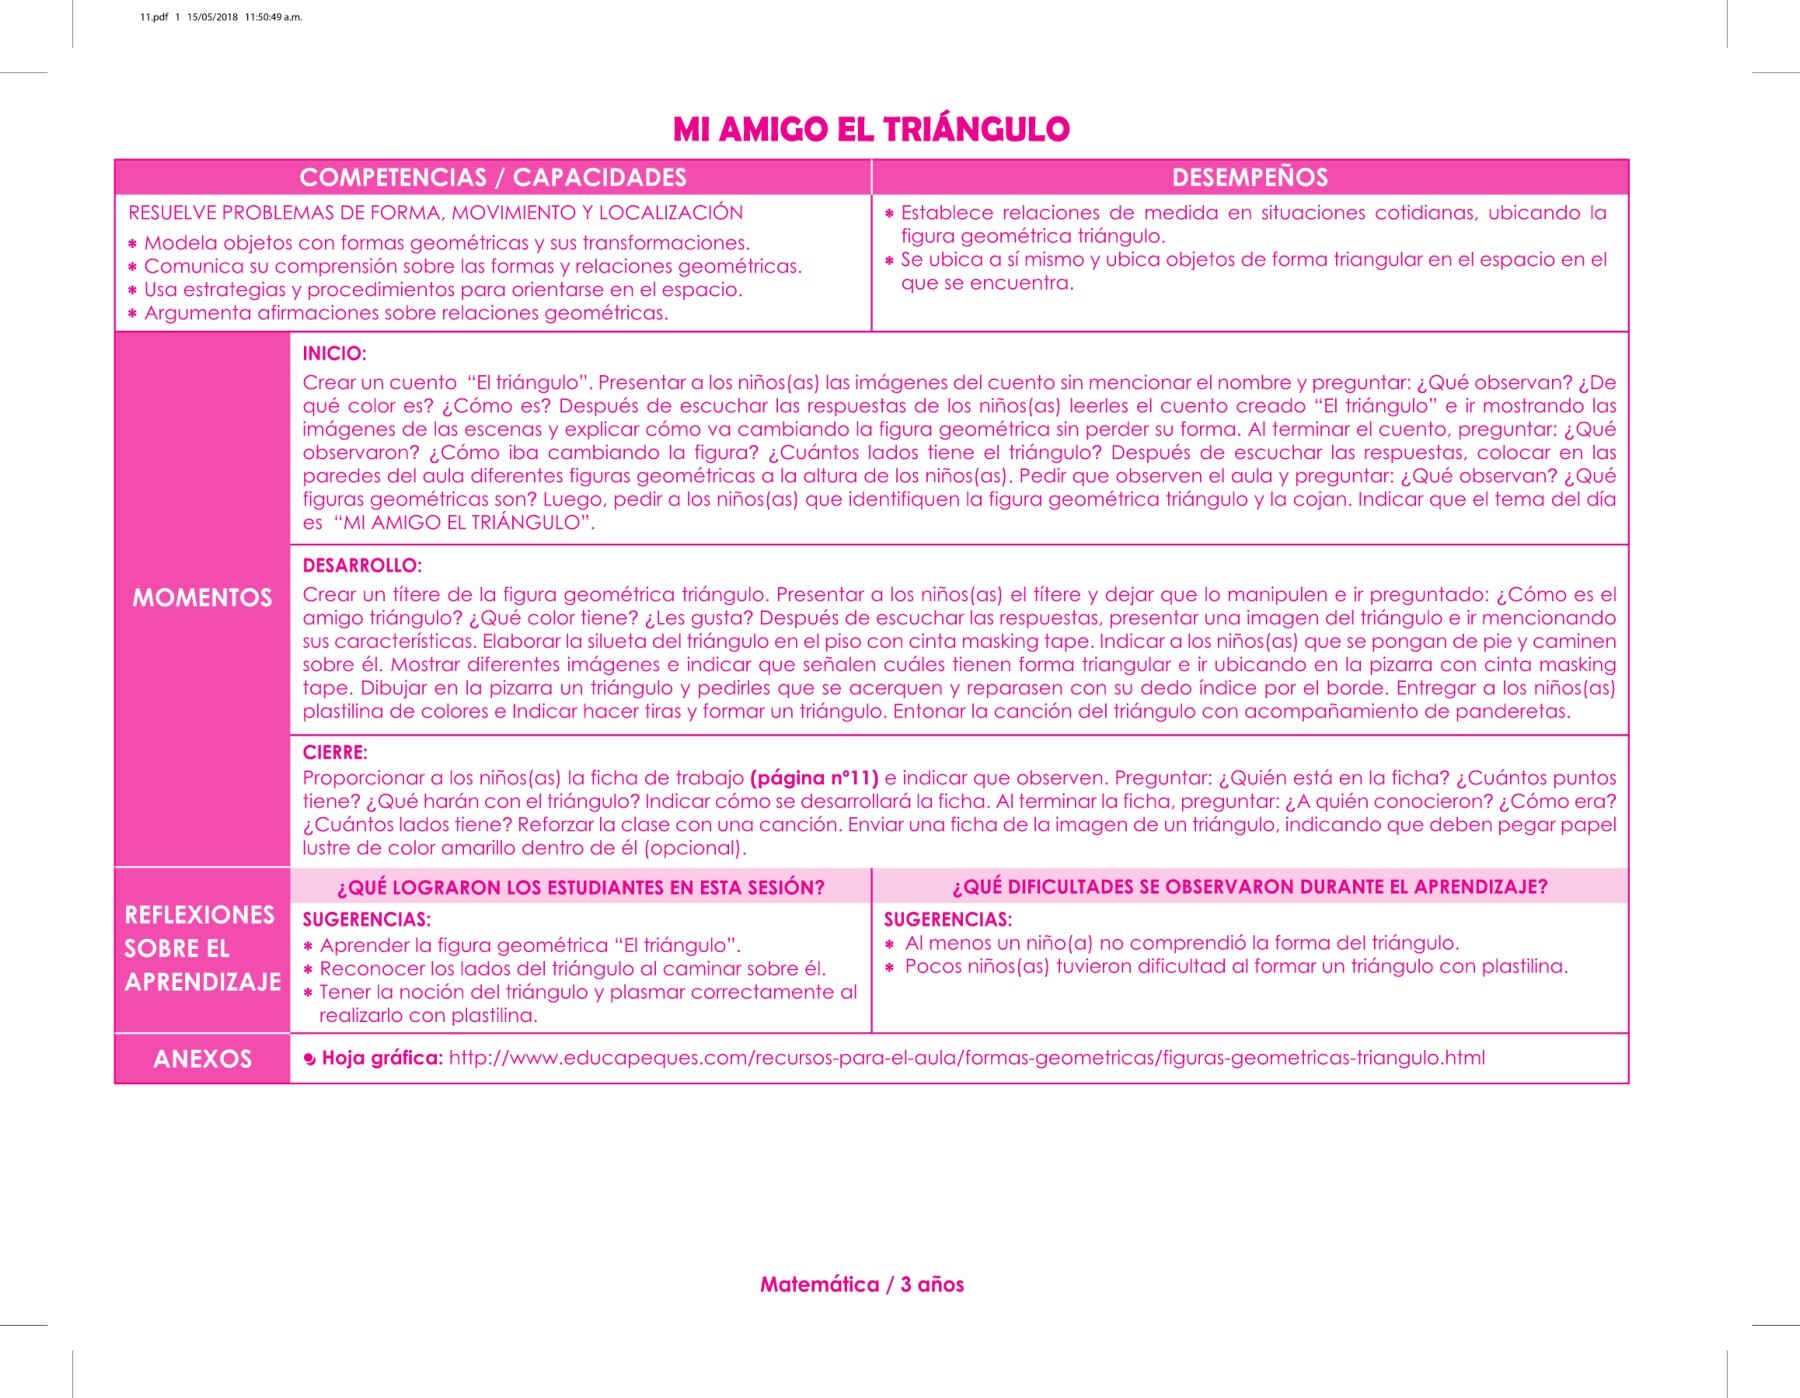 11.pdf 1 15/05/2018 11:50:49 a.m.
MI AMIGO EL TRIÁNGULO
COMPETENCIAS / CAPACIDADES
DESEMPEÑOS
RESUELVE PROBLEMAS DE FORMA, MOVIMIENTO Y LOCALIZACIÓN
* Modela objetos con formas geométricas y sus transformaciones.
* Comunica su comprensión sobre las formas y relaciones geométricas.
* Usa estrategias y procedimientos para orientarse en el espacio.
* Argumenta afirmaciones sobre relaciones geométricas.
* Establece relaciones de medida en situaciones cotidianas, ubicando la
figura geométrica triángulo.
* Se ubica a sí mismo y ubica objetos de forma triangular en el espacio en el
que se encuentra.
MOMENTOS
INICIO:
Crear un cuento “El triángulo”. Presentar a los niños(as) las imágenes del cuento sin mencionar el nombre y preguntar: ¿Qué observan? ¿De
qué color es? ¿Cómo es? Después de escuchar las respuestas de los niños(as) leerles el cuento creado “El triángulo” e ir mostrando las
imágenes de las escenas y explicar cómo va cambiando la figura geométrica sin perder su forma. Al terminar el cuento, preguntar: ¿Qué
observaron? ¿Cómo iba cambiando la figura? ¿Cuántos lados tiene el triángulo? Después de escuchar las respuestas, colocar en las
paredes del aula diferentes figuras geométricas a la altura de los niños(as). Pedir que observen el aula y preguntar: ¿Qué observan? ¿Qué
figuras geométricas son? Luego, pedir a los niños(as) que identifiquen la figura geométrica triángulo y la cojan. Indicar que el tema del día
es “MI AMIGO EL TRIÁNGULO”.
DESARROLLO:
Crear un títere de la figura geométrica triángulo. Presentar a los niños(as) el títere y dejar que lo manipulen e ir preguntado: ¿Cómo es el
amigo triángulo? ¿Qué color tiene? ¿Les gusta? Después de escuchar las respuestas, presentar una imagen del triángulo e ir mencionando
sus características. Elaborar la silueta del triángulo en el piso con cinta masking tape. Indicar a los niños(as) que se pongan de pie y caminen
sobre él. Mostrar diferentes imágenes e indicar que señalen cuáles tienen forma triangular e ir ubicando en la pizarra con cinta masking
tape. Dibujar en la pizarra un triángulo y pedirles que se acerquen y reparasen con su dedo índice por el borde. Entregar a los niños(as)
plastilina de colores e Indicar hacer tiras y formar un triángulo. Entonar la canción del triángulo con acompañamiento de panderetas.
CIERRE:
Proporcionar a los niños(as) la ficha de trabajo (página nº11) e indicar que observen. Preguntar: ¿Quién está en la ficha? ¿Cuántos puntos
tiene? ¿Qué harán con el triángulo? Indicar cómo se desarrollará la ficha. Al terminar la ficha, preguntar: ¿A quién conocieron? ¿Cómo era?
¿Cuántos lados tiene? Reforzar la clase con una canción. Enviar una ficha de la imagen de un triángulo, indicando que deben pegar papel
lustre de color amarillo dentro de él (opcional).
REFLEXIONES
SOBRE EL
APRENDIZAJE
¿QUÉ LOGRARON LOS ESTUDIANTES EN ESTA SESIÓN?
SUGERENCIAS:
* Aprender la figura geométrica “El triángulo”.
* Reconocer los lados del triángulo al caminar sobre él.
* Tener la noción del triángulo y plasmar correctamente al
realizarlo con plastilina.
¿QUÉ DIFICULTADES SE OBSERVARON DURANTE EL APRENDIZAJE?
SUGERENCIAS:
* Al menos un niño(a) no comprendió la forma del triángulo.
* Pocos niños(as) tuvieron dificultad al formar un triángulo con plastilina.
ANEXOS
Hoja gráfica: http://www.educapeques.com/recursos-para-el-aula/formas-geometricas/figuras-geometricas-triangulo.html
Matemática / 3 años